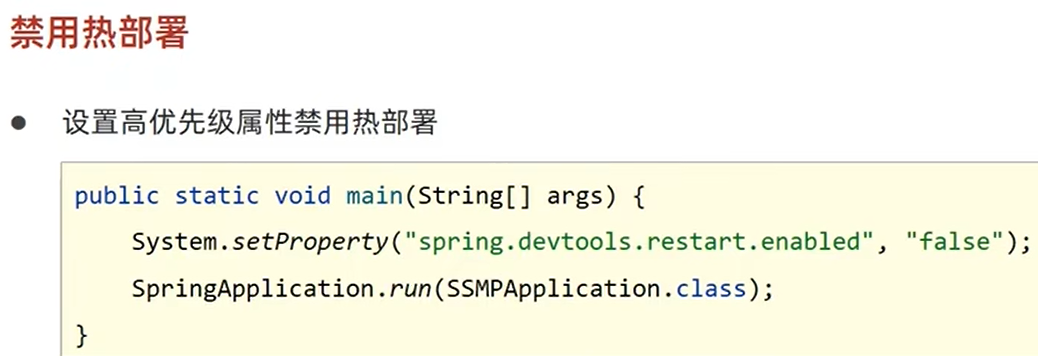 禁用热部署
● 设置高优先级属性禁用热部署
public static void main(String[] args) {
    System.setProperty("spring.devtools.restart.enabled", "false");
    SpringApplication.run(SSMPApplication.class);
}